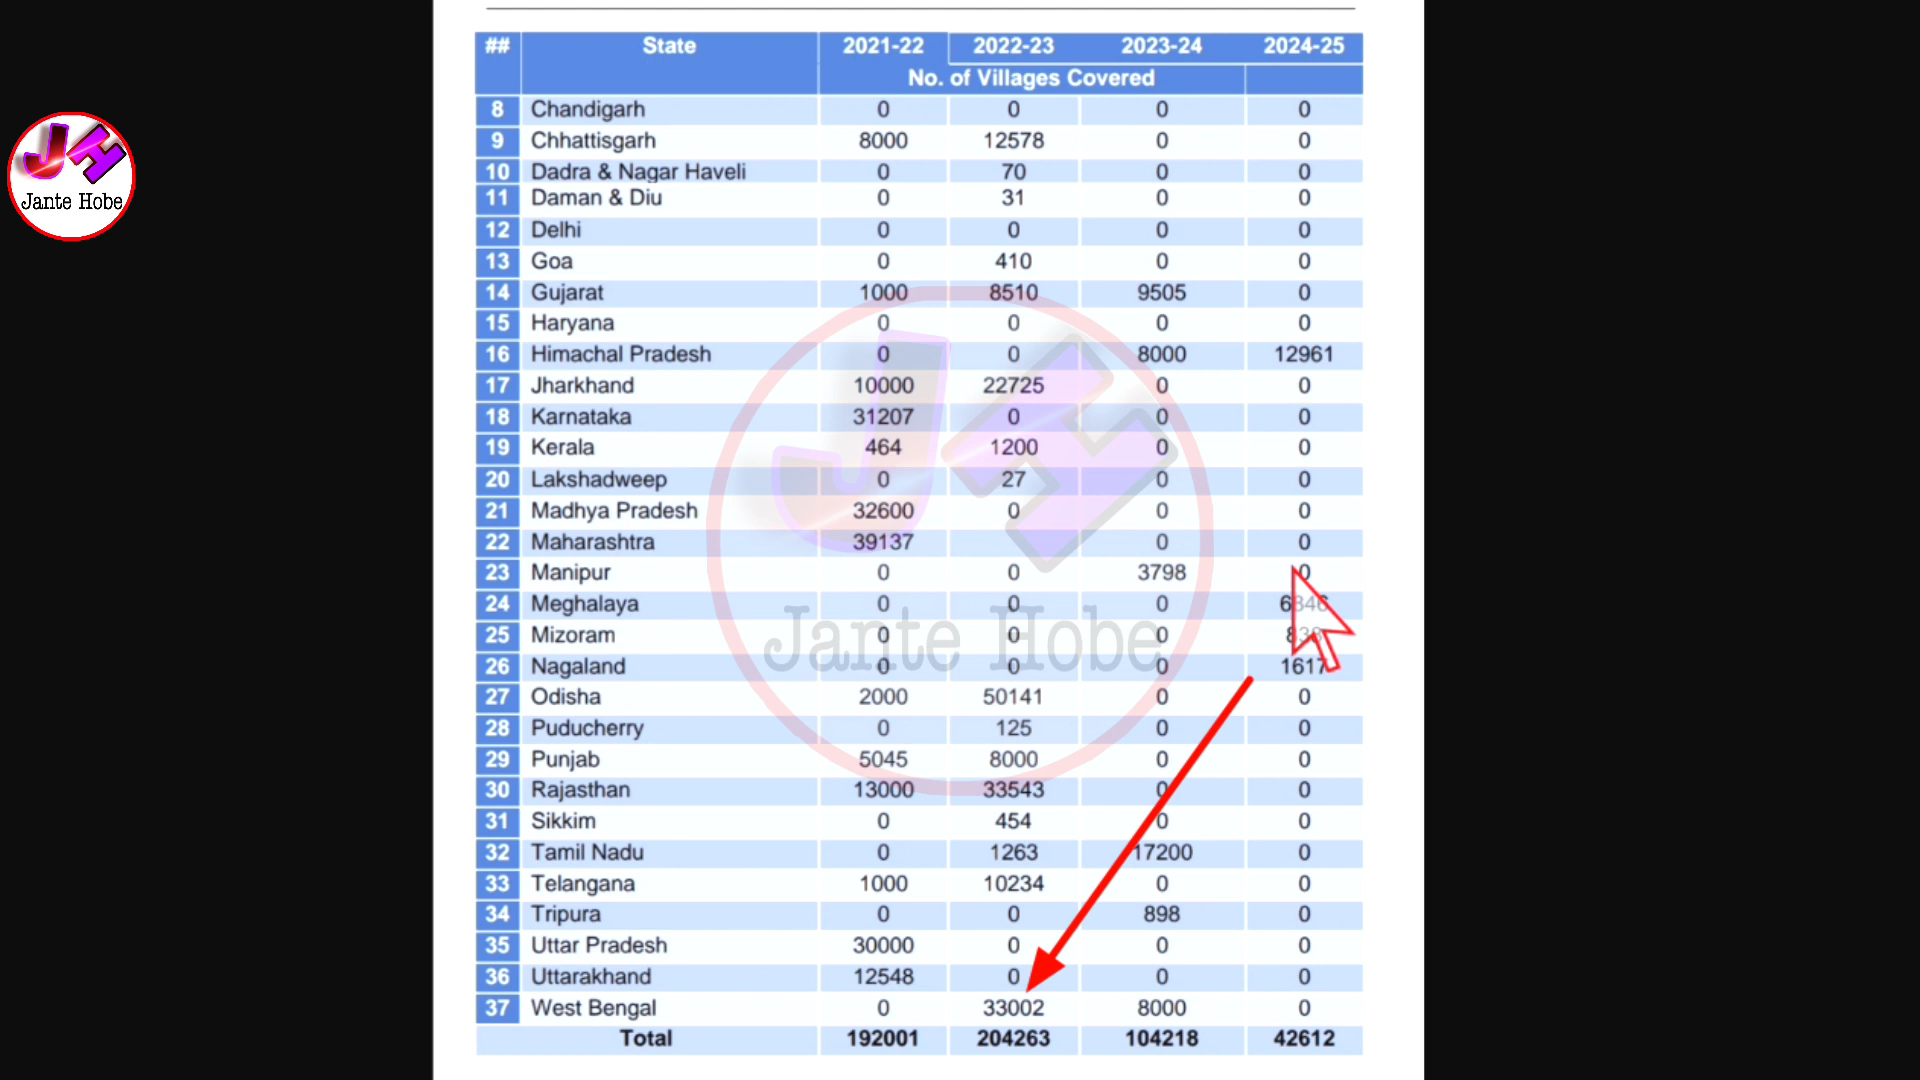 ## State 2021-22 2022-23 2023-24 2024-25
No. of Villages Covered
8 Chandigarh 0 0 0 0
9 Chhattisgarh 8000 12578 0 0
10 Dadra & Nagar Haveli 0 70 0 0
11 Daman & Diu 0 31 0 0
12 Delhi 0 0 0 0
13 Goa 0 410 0 0
14 Gujarat 1000 8510 9505 0
15 Haryana 0 0 0 0
16 Himachal Pradesh 0 0 8000 12961
17 Jharkhand 10000 22725 0 0
18 Karnataka 31207 0 0 0
19 Kerala 464 1200 0 0
20 Lakshadweep 0 27 0 0
21 Madhya Pradesh 32600 0 0 0
22 Maharashtra 39137 0 0
23 Manipur 0 0 3798 0
24 Meghalaya 0 0 0
25 Mizoram 0 0 0
26 Nagaland 0 0 0 1617
27 Odisha 2000 50141 0 0
28 Puducherry 0 125 0 0
29 Punjab 5045 8000 0 0
30 Rajasthan 13000 33543 0 0
31 Sikkim 0 454 0 0
32 Tamil Nadu 0 1263 17200 0
33 Telangana 1000 10234 0 0
34 Tripura 0 0 898 0
35 Uttar Pradesh 30000 0 0 0
36 Uttarakhand 12548 0 0 0
37 West Bengal 0 33002 8000 0
Total 192001 204263 104218 42612
JH
Jante Hobe
JH
Jante Hobe